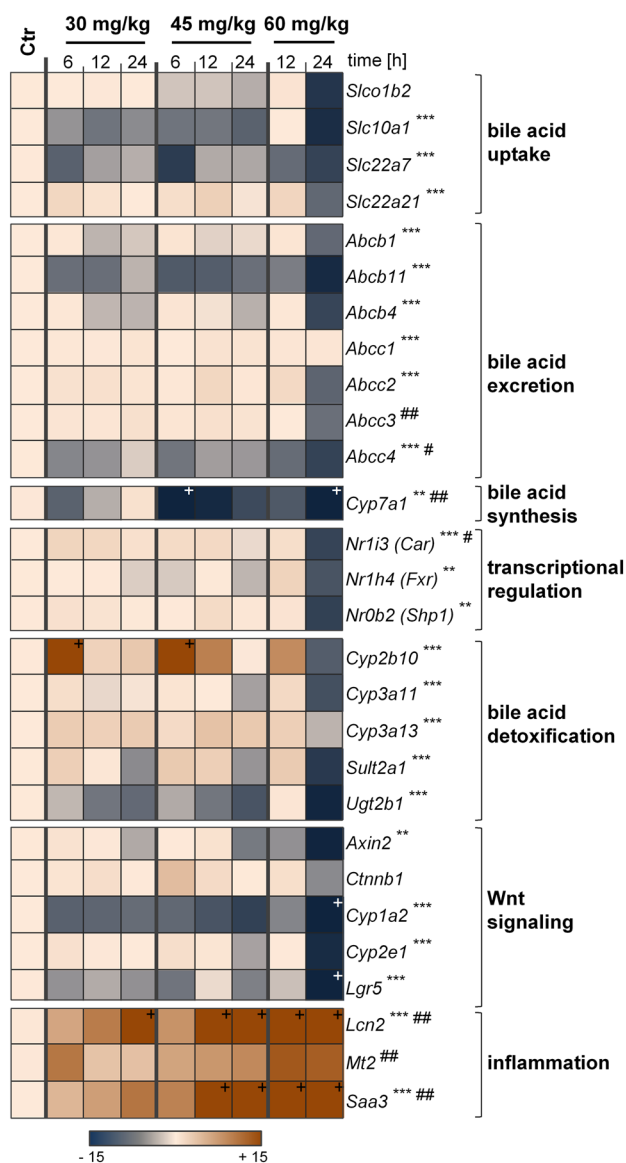 Ctr
30 mg/kg 45 mg/kg 60 mg/kg
6 12 24 6 12 24 12 24 time [h]
Slco1b2
Slc10a1 ***
Slc22a7 ***
Slc22a21 ***
bile acid
uptake
Abcb1 ***
Abcb11 ***
Abcb4 ***
Abcc1 ***
Abcc2 ***
Abcc3 ##
Abcc4 *** #
bile acid
excretion
+ +
Cyp7a1 ** ##
bile acid
synthesis
Nr1i3 (Car) *** #
Nr1h4 (Fxr) **
Nr0b2 (Shp1) **
transcriptional
regulation
+ +
Cyp2b10 ***
Cyp3a11 ***
Cyp3a13 ***
Sult2a1 ***
Ugt2b1 ***
bile acid
detoxification
Axin2 **
Ctnnb1
+
Cyp1a2 ***
Cyp2e1 ***
+
Lgr5 ***
Wnt
signaling
+ + + + +
Lcn2 *** ##
Mt2 ##
+ + + +
Saa3 *** ##
inflammation
- 15 + 15